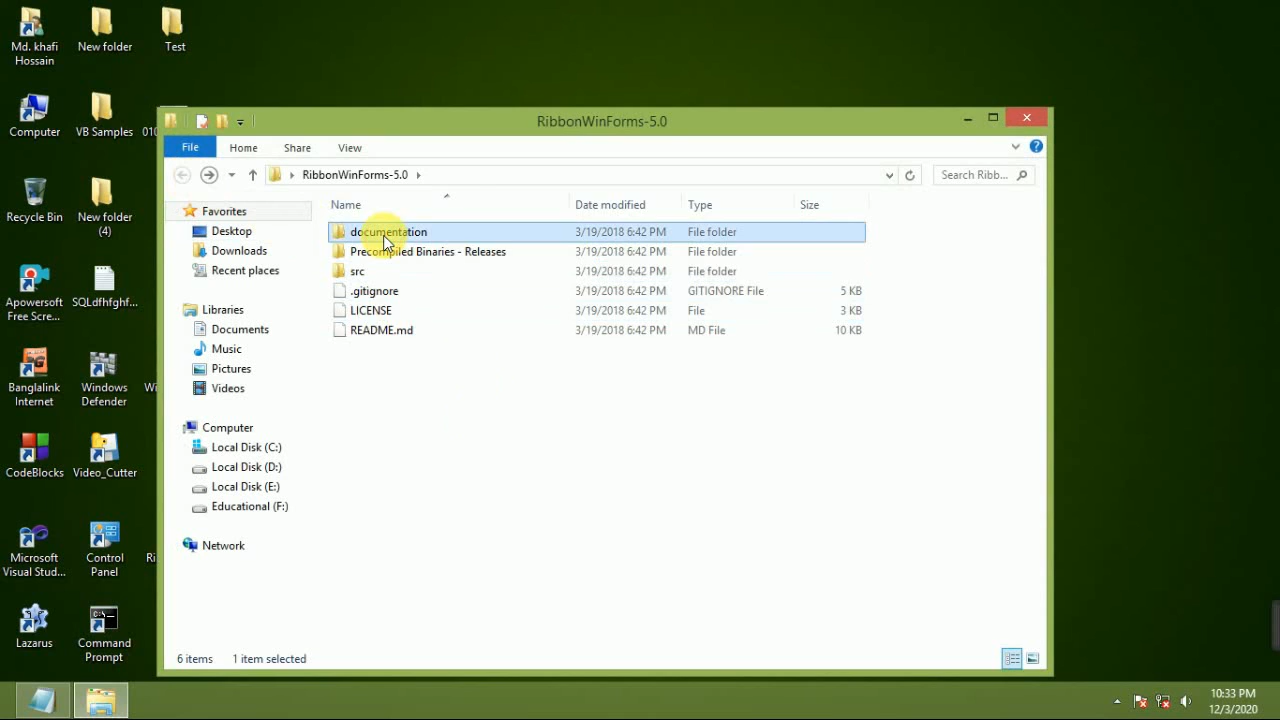 Md. khafi
Hossain
New folder
Test
Computer
VB Samples
010
Recycle Bin
New folder
(4)
Apowersoft
Free Scre...
SQLdfhfghf...
Banglalink
Internet
Windows
Defender
Wi
CodeBlocks
Video_Cutter
Microsoft
Visual Stud...
Control
Panel
Ri
Lazarus
Command
Prompt
RibbonWinForms-5.0
File
Home
Share
View
RibbonWinForms-5.0
Search Ribb...
Name
Date modified
Type
Size
Favorites
Desktop
Downloads
Recent places
Libraries
Documents
Music
Pictures
Videos
Computer
Local Disk (C:)
Local Disk (D:)
Local Disk (E:)
Educational (F:)
Network
documentation 3/19/2018 6:42 PM File folder
Precompiled Binaries - Releases 3/19/2018 6:42 PM File folder
src 3/19/2018 6:42 PM File folder
.gitignore 3/19/2018 6:42 PM GITIGNORE File 5 KB
LICENSE 3/19/2018 6:42 PM File 3 KB
README.md 3/19/2018 6:42 PM MD File 10 KB
6 items 1 item selected
10:33 PM
12/3/2020